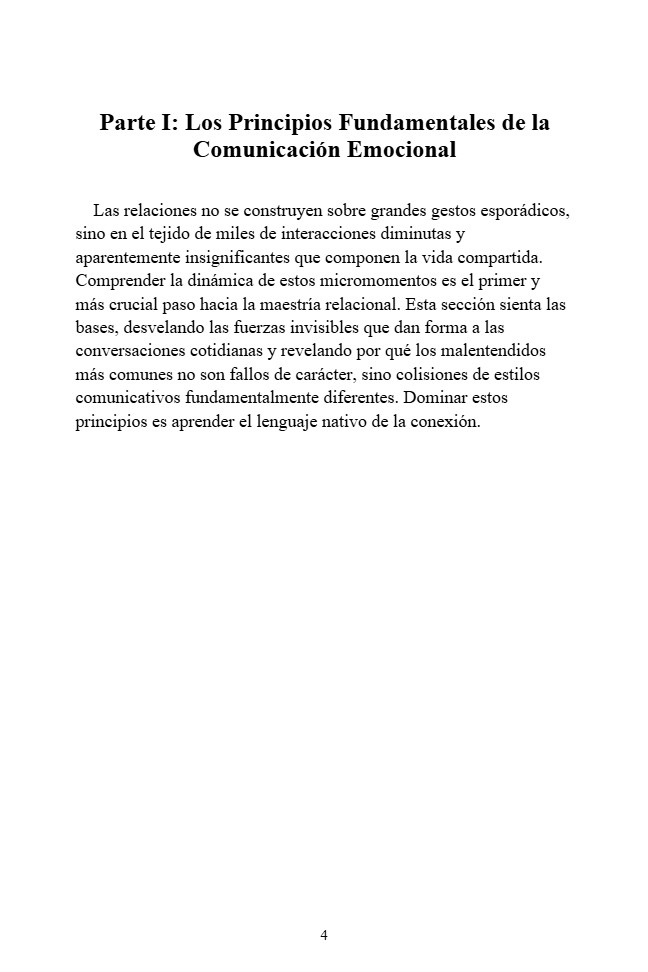 Parte I: Los Principios Fundamentales de la
Comunicación Emocional
Las relaciones no se construyen sobre grandes gestos esporádicos,
sino en el tejido de miles de interacciones diminutas y
aparentemente insignificantes que componen la vida compartida.
Comprender la dinámica de estos micromomentos es el primer y
más crucial paso hacia la maestría relacional. Esta sección sienta las
bases, desvelando las fuerzas invisibles que dan forma a las
conversaciones cotidianas y revelando por qué los malentendidos
más comunes no son fallos de carácter, sino colisiones de estilos
comunicativos fundamentalmente diferentes. Dominar estos
principios es aprender el lenguaje nativo de la conexión.
4